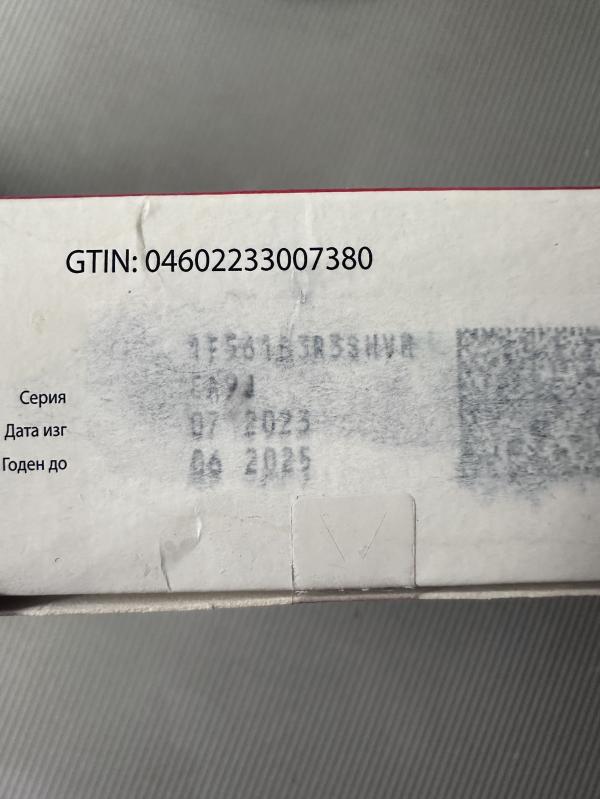 GTIN: 04602233007380
Серия
Дата изг 07 2023
Годен до 06 2025